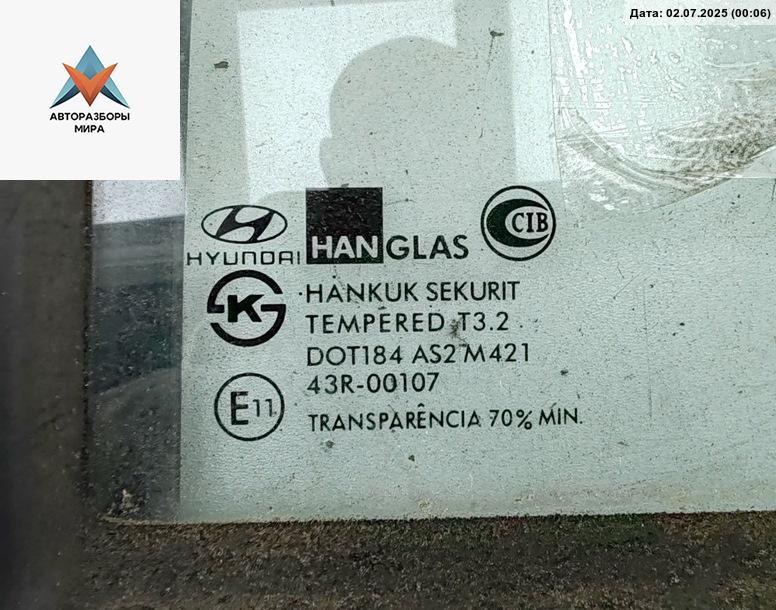 Дата: 02.07.2025 (00:06)
АВТОРАЗБОРЫ
МИРА
HYUNDAI
HANGLAS
CIB
K
HANKUK SEKURIT
TEMPERED T3.2
DOT184 AS2 M421
43R-00107
E11
TRANSPARÊNCIA 70% MIN.